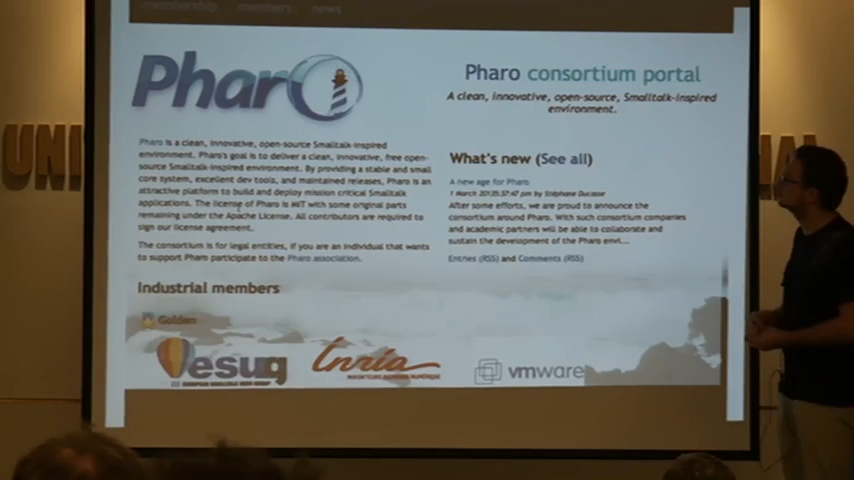 membership members news
UNI
Pharo
Pharo consortium portal
A clean, innovative, open-source, Smalltalk-inspired
environment.
Pharo is a clean, innovative, open-source Smalltalk-inspired
environment. Pharo's goal is to deliver a clean, innovative, free open-
source Smalltalk-inspired environment. By providing a stable and small
core system, excellent dev tools, and maintained releases, Pharo is an
attractive platform to build and deploy mission critical Smalltalk
applications. The license of Pharo is MIT with some original parts
remaining under the Apache License. All contributors are required to
sign our license agreement.
The consortium is for legal entities, if you are an individual that wants
to support Pharo participate to the Pharo association.
What's new (See all)
A new age for Pharo
by Stéphane Ducasse
After some efforts, we are proud to announce the
consortium around Pharo. With such consortium companies
and academic partners will be able to collaborate and
sustain the development of the Pharo envi...
Entries (RSS) and Comments (RSS)
Industrial members
Golden
esug
EUROPEAN SMALLTALK USER GROUP
Inria
vmware